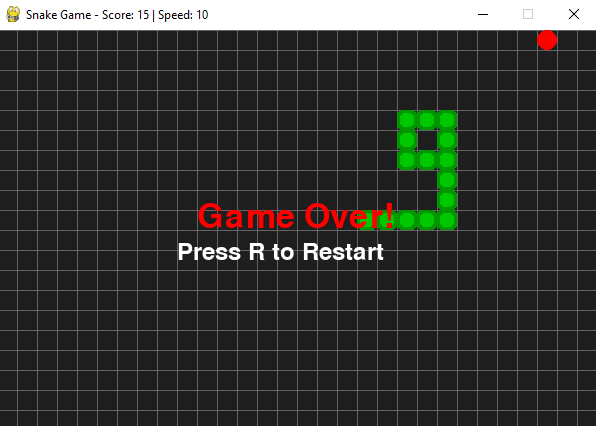 Snake Game - Score: 15 | Speed: 10
Game Over!
Press R to Restart